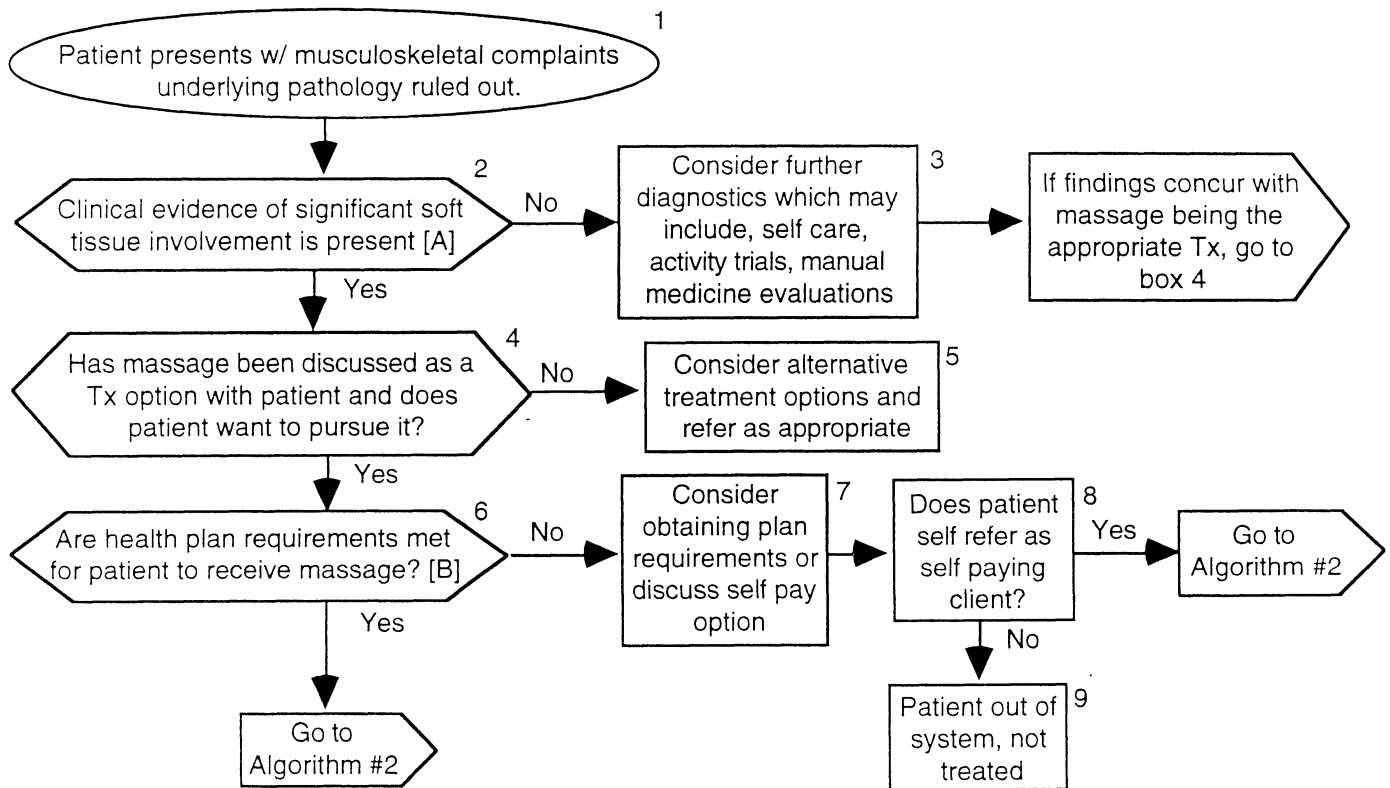 1
Patient presents w/ musculoskeletal complaints
underlying pathology ruled out.
2
Clinical evidence of significant soft
tissue involvement is present [A]
No
Yes
3
Consider further
diagnostics which may
include, self care,
activity trials, manual
medicine evaluations
If findings concur with
massage being the
appropriate Tx, go to
box 4
4
Has massage been discussed as a
Tx option with patient and does
patient want to pursue it?
No
Yes
5
Consider alternative
treatment options and
refer as appropriate
6
Are health plan requirements met
for patient to receive massage? [B]
No
Yes
7
Consider
obtaining plan
requirements or
discuss self pay
option
8
Does patient
self refer as
self paying
client?
Yes
No
Go to
Algorithm #2
Go to
Algorithm #2
9
Patient out of
system, not
treated